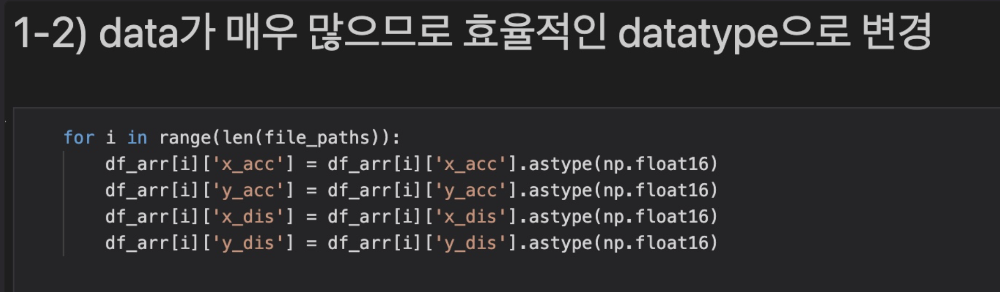 1-2) data가 매우 많으므로 효율적인 datatype으로 변경
for i in range(len(file_paths)):
    df_arr[i]['x_acc'] = df_arr[i]['x_acc'].astype(np.float16)
    df_arr[i]['y_acc'] = df_arr[i]['y_acc'].astype(np.float16)
    df_arr[i]['x_dis'] = df_arr[i]['x_dis'].astype(np.float16)
    df_arr[i]['y_dis'] = df_arr[i]['y_dis'].astype(np.float16)